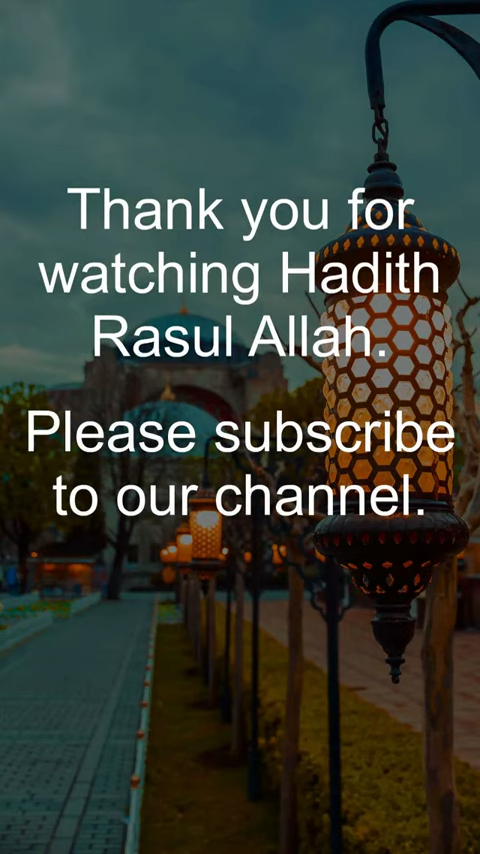 Thank you for
watching Hadith
Rasul Allah.
Please subscribe
to our channel.